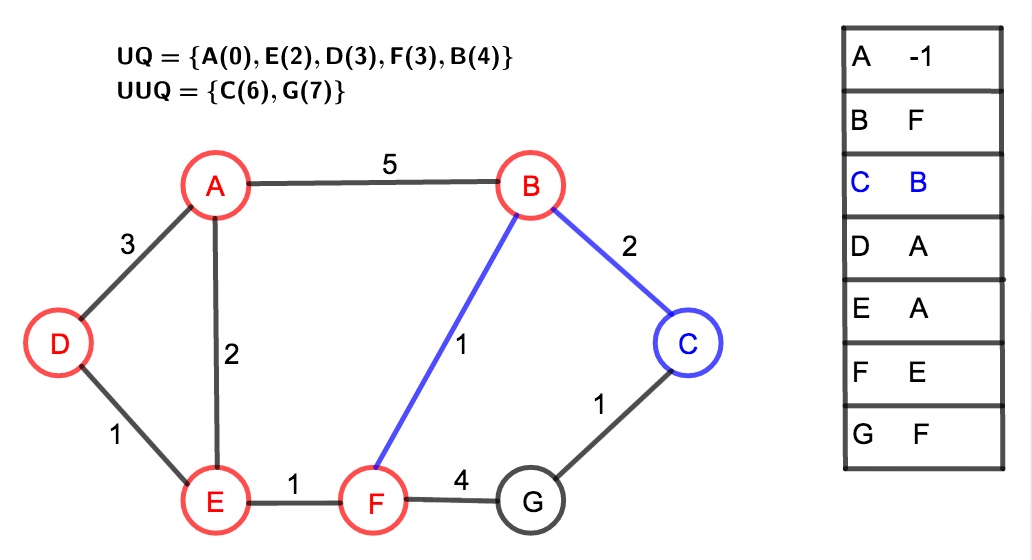 UQ = {A(0), E(2), D(3), F(3), B(4)}
UUQ = {C(6), G(7)}
A -1
B F
C B
D A
E A
F E
G F
5
A
B
3
2
D
2
1
C
1
1
1
4
E
F
G